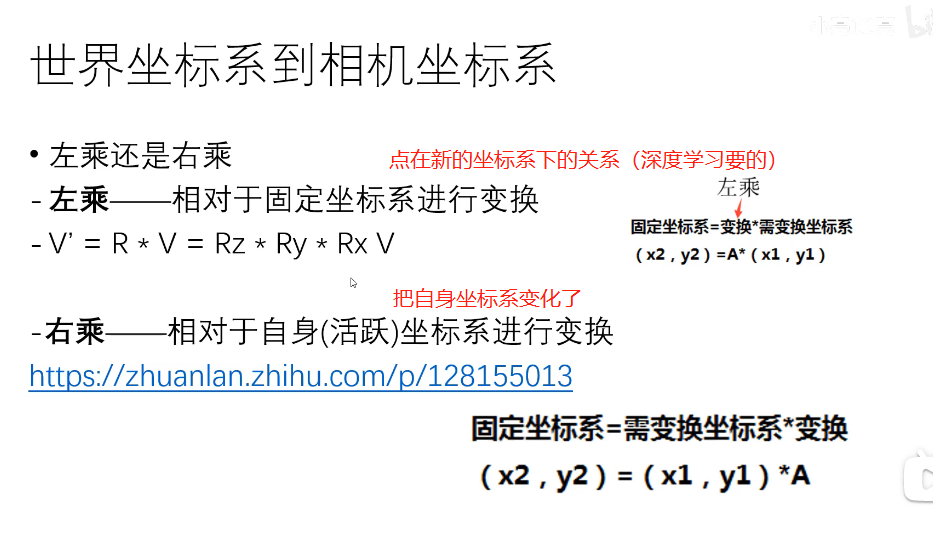 世界坐标系到相机坐标系
• 左乘还是右乘
点在新的坐标系下的关系（深度学习要的）
左乘
- 左乘——相对于固定坐标系进行变换
固定坐标系=变换*需变换坐标系
- V’ = R * V = Rz * Ry * Rx V
（x2，y2）=A*（x1，y1）
把自身坐标系变化了
-右乘——相对于自身(活跃)坐标系进行变换
https://zhuanlan.zhihu.com/p/128155013
固定坐标系=需变换坐标系*变换
（x2，y2）=（x1，y1）*A